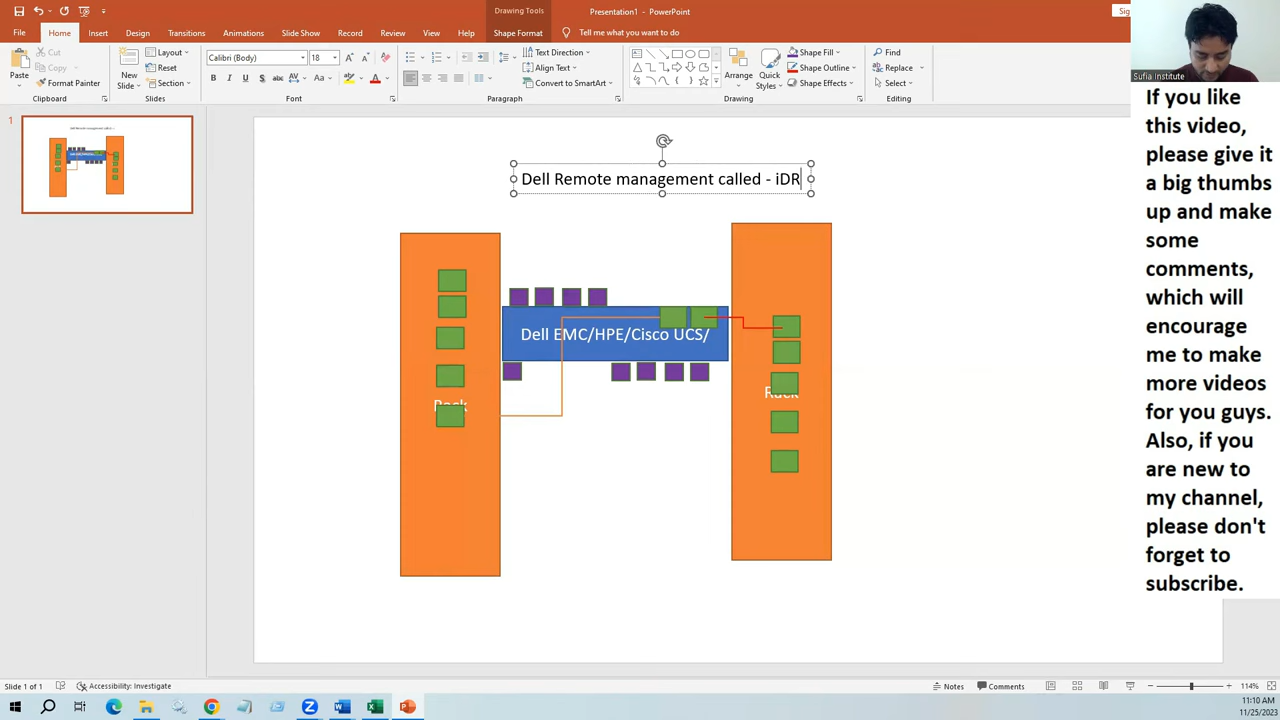 Drawing Tools
Presentation1 - PowerPoint
File
Home
Insert
Design
Transitions
Animations
Slide Show
Record
Review
View
Help
Shape Format
Tell me what you want to do
Paste
Cut
Copy
Format Painter
Clipboard
New
Slide
Layout
Reset
Section
Slides
Calibri (Body)
18
Font
Text Direction
Align Text
Convert to SmartArt
Paragraph
Arrange
Quick
Styles
Shape Fill
Shape Outline
Shape Effects
Drawing
Find
Replace
Select
Editing
1
Dell Remote management called - iDR
Dell EMC/HPE/Cisco UCS/
Rack
Rack
Sufia Institute
If you like
this video,
please give it
a big thumbs
up and make
some
comments,
which will
encourage
me to make
more videos
for you guys.
Also, if you
are new to
my channel,
please don't
forget to
subscribe.
Slide 1 of 1
Accessibility: Investigate
Notes
Comments
114%
11:10 AM
11/25/2023